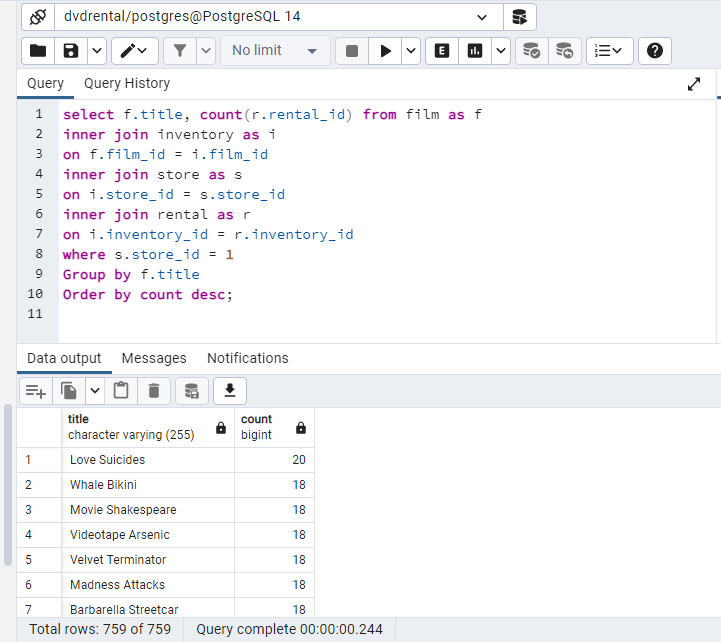 dvdrental/postgres@PostgreSQL 14
No limit
E
Query Query History
1 select f.title, count(r.rental_id) from film as f
2 inner join inventory as i
3 on f.film_id = i.film_id
4 inner join store as s
5 on i.store_id = s.store_id
6 inner join rental as r
7 on i.inventory_id = r.inventory_id
8 where s.store_id = 1
9 Group by f.title
10 Order by count desc;
11
Data output Messages Notifications
title count
character varying (255) bigint
1 Love Suicides 20
2 Whale Bikini 18
3 Movie Shakespeare 18
4 Videotape Arsenic 18
5 Velvet Terminator 18
6 Madness Attacks 18
7 Barbarella Streetcar 18
Total rows: 759 of 759 Query complete 00:00:00.244